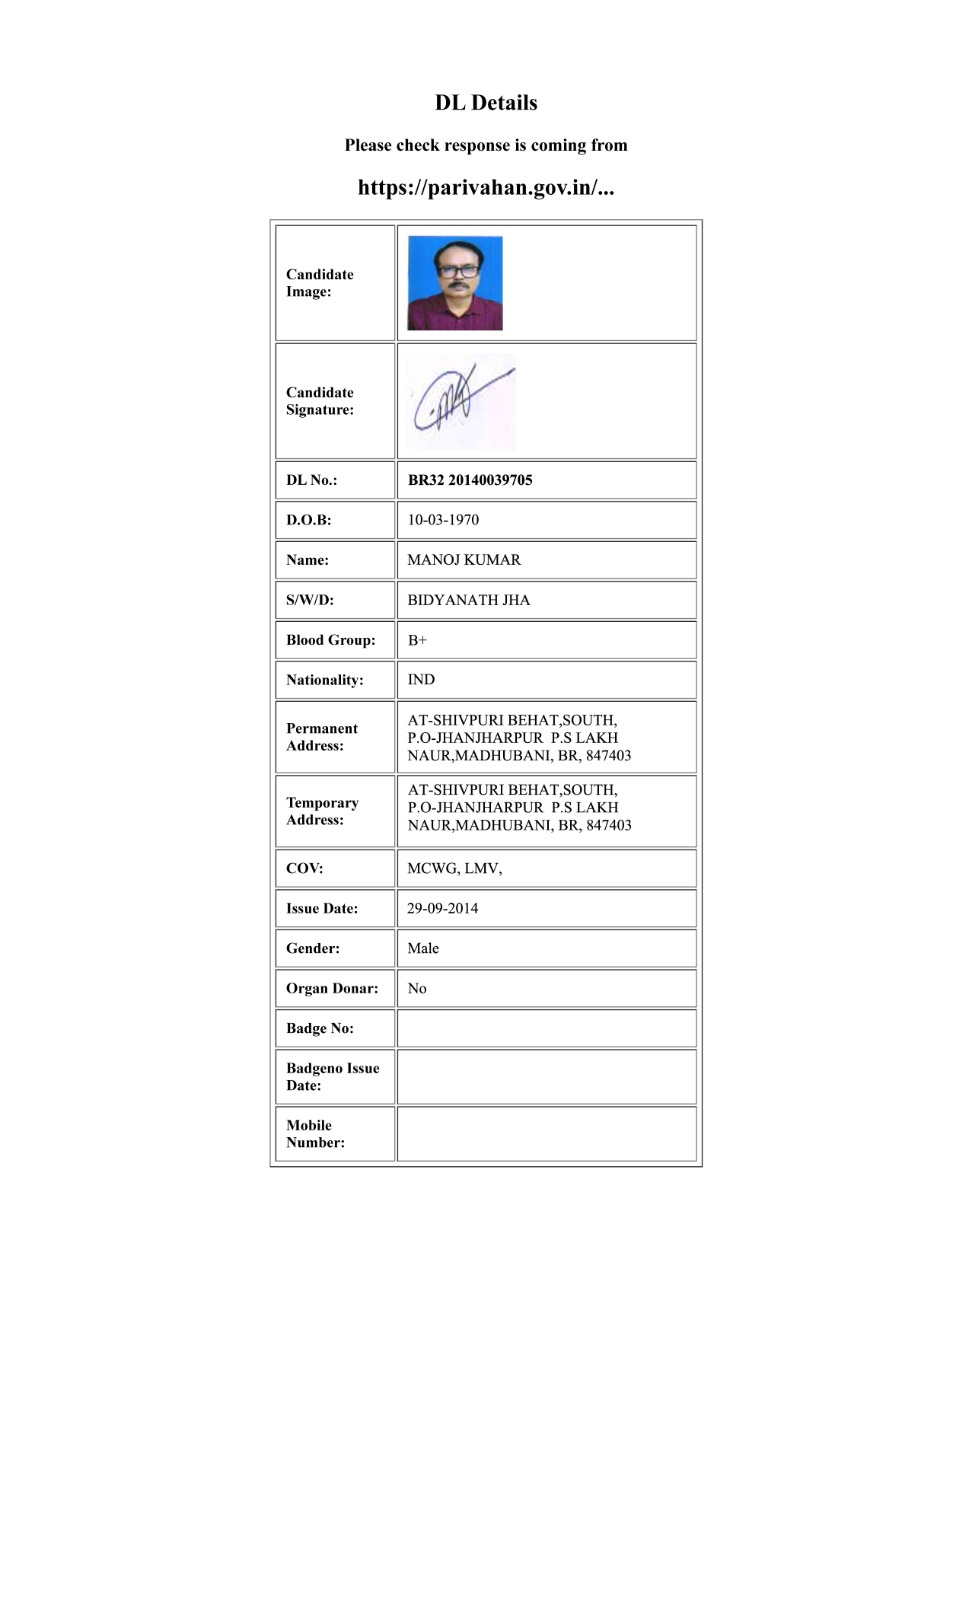 DL Details
Please check response is coming from
https://parivahan.gov.in/...
Candidate
Image:
Candidate
Signature:
DL No.: BR32 20140039705
D.O.B: 10-03-1970
Name: MANOJ KUMAR
S/W/D: BIDYANATH JHA
Blood Group: B+
Nationality: IND
Permanent
Address:
AT-SHIVPURI BEHAT,SOUTH,
P.O-JHANJHARPUR P.S LAKH
NAUR,MADHUBANI, BR, 847403
Temporary
Address:
AT-SHIVPURI BEHAT,SOUTH,
P.O-JHANJHARPUR P.S LAKH
NAUR,MADHUBANI, BR, 847403
COV: MCWG, LMV,
Issue Date: 29-09-2014
Gender: Male
Organ Donar: No
Badge No:
Badgeno Issue
Date:
Mobile
Number: